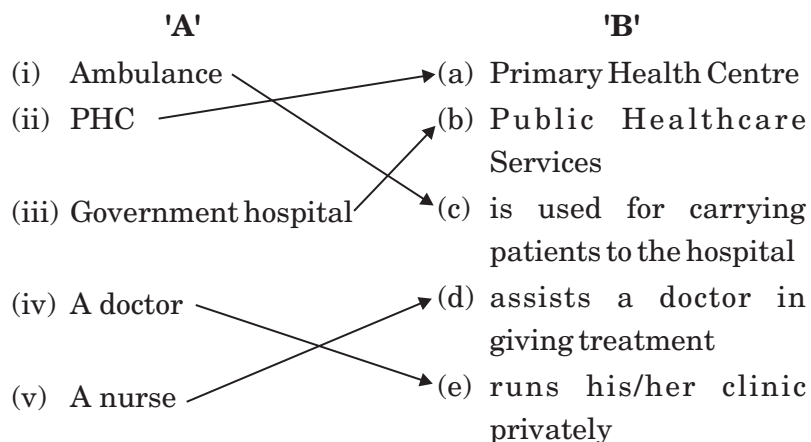 'A' 'B'
(i) Ambulance (a) Primary Health Centre
(ii) PHC (b) Public Healthcare
Services
(iii) Government hospital (c) is used for carrying
patients to the hospital
(iv) A doctor (d) assists a doctor in
giving treatment
(v) A nurse (e) runs his/her clinic
privately